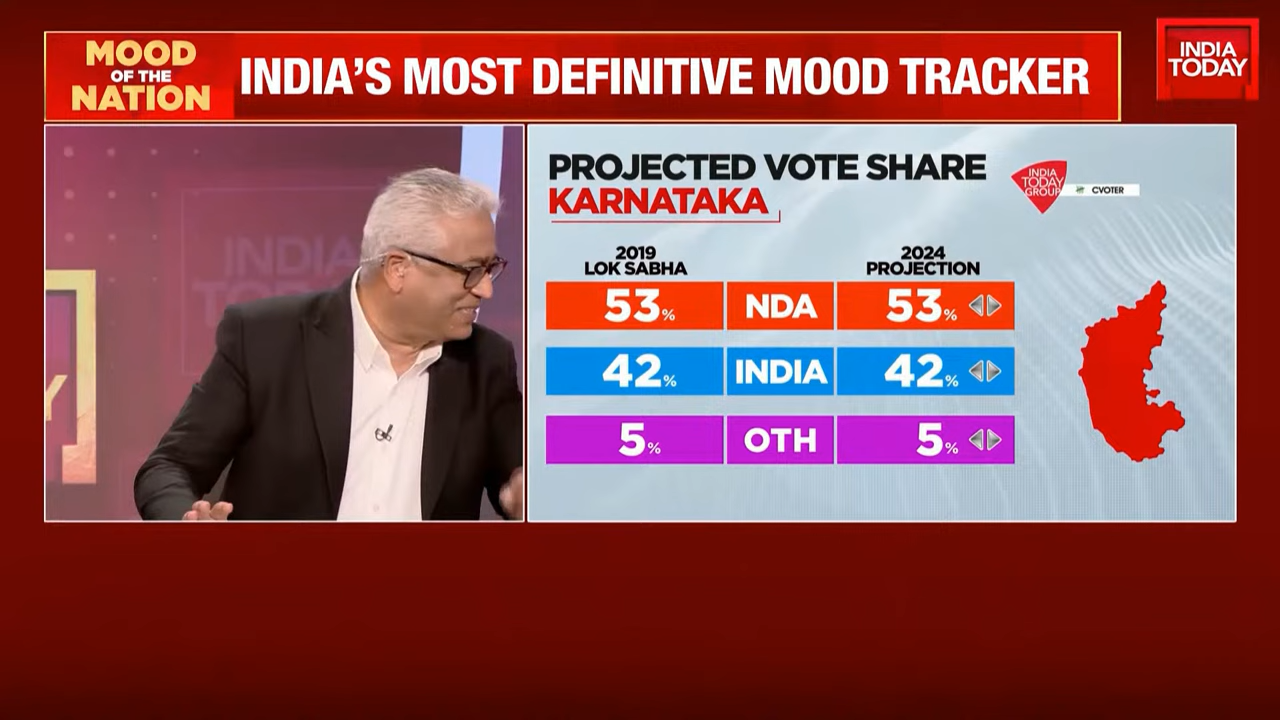 MOOD
OF THE
NATION
INDIA'S MOST DEFINITIVE MOOD TRACKER
INDIA
TODAY
INDIA
PROJECTED VOTE SHARE
KARNATAKA
INDIA
TODAY
GROUP
CVOTER
2019
LOK SABHA
2024
PROJECTION
53% NDA 53%
42% INDIA 42%
5% OTH 5%